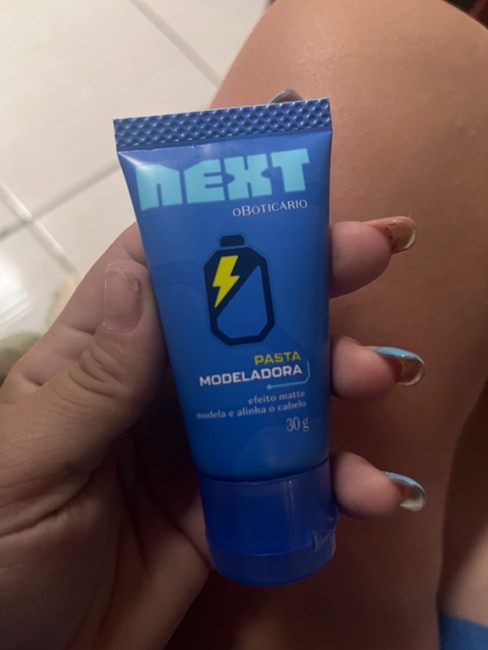 NEXT
OBOTICÁRIO
PASTA
MODELADORA
efeito matte
modela e alinha o cabelo
30 g